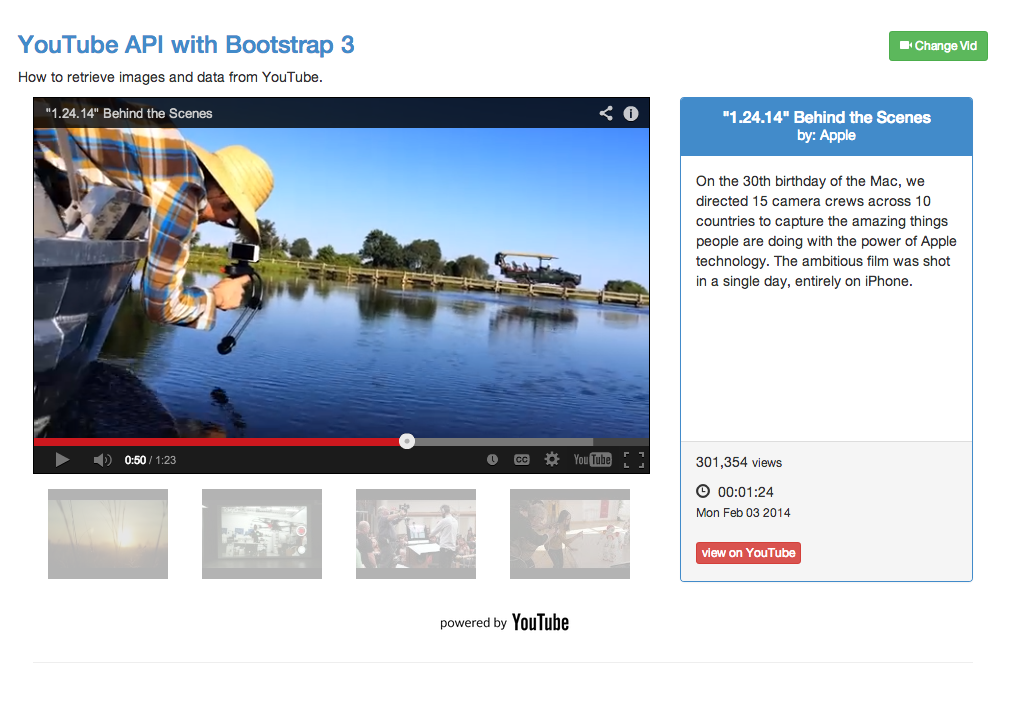 YouTube API with Bootstrap 3
Change Vid
How to retrieve images and data from YouTube.
"1.24.14" Behind the Scenes
0:50 / 1:23
CC
YouTube
"1.24.14" Behind the Scenes
by: Apple
On the 30th birthday of the Mac, we
directed 15 camera crews across 10
countries to capture the amazing things
people are doing with the power of Apple
technology. The ambitious film was shot
in a single day, entirely on iPhone.
301,354 views
00:01:24
Mon Feb 03 2014
view on YouTube
powered by YouTube